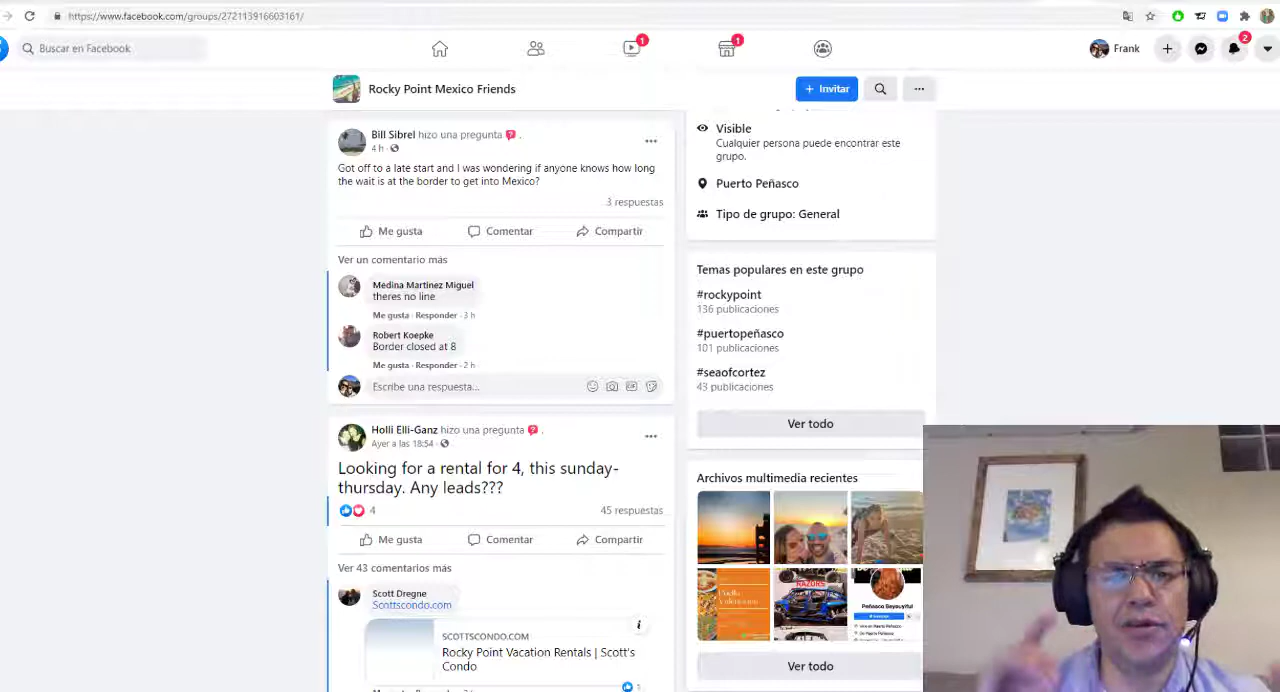 https://www.facebook.com/groups/272113916603161/
Buscar en Facebook
1
1
Frank
2
Rocky Point Mexico Friends
+ Invitar
Bill Sibrel hizo una pregunta .
4 h ·
Got off to a late start and I was wondering if anyone knows how long
the wait is at the border to get into Mexico?
3 respuestas
Me gusta
Comentar
Compartir
Ver un comentario más
Medina Martinez Miguel
theres no line
Me gusta · Responder · 3 h
Robert Koepke
Border closed at 8
Me gusta · Responder · 2 h
Escribe una respuesta...
Holli Elli-Ganz hizo una pregunta .
Ayer a las 18:54 ·
Looking for a rental for 4, this sunday-
thursday. Any leads???
4
45 respuestas
Me gusta
Comentar
Compartir
Ver 43 comentarios más
Scott Dregne
Scottscondo.com
SCOTTSCONDO.COM
Rocky Point Vacation Rentals | Scott's
Condo
Visible
Cualquier persona puede encontrar este
grupo.
Puerto Peñasco
Tipo de grupo: General
Temas populares en este grupo
#rockypoint
136 publicaciones
#puertopeñasco
101 publicaciones
#seaofcortez
43 publicaciones
Ver todo
Archivos multimedia recientes
Paella
Valenciana
RAZORS
Ver todo